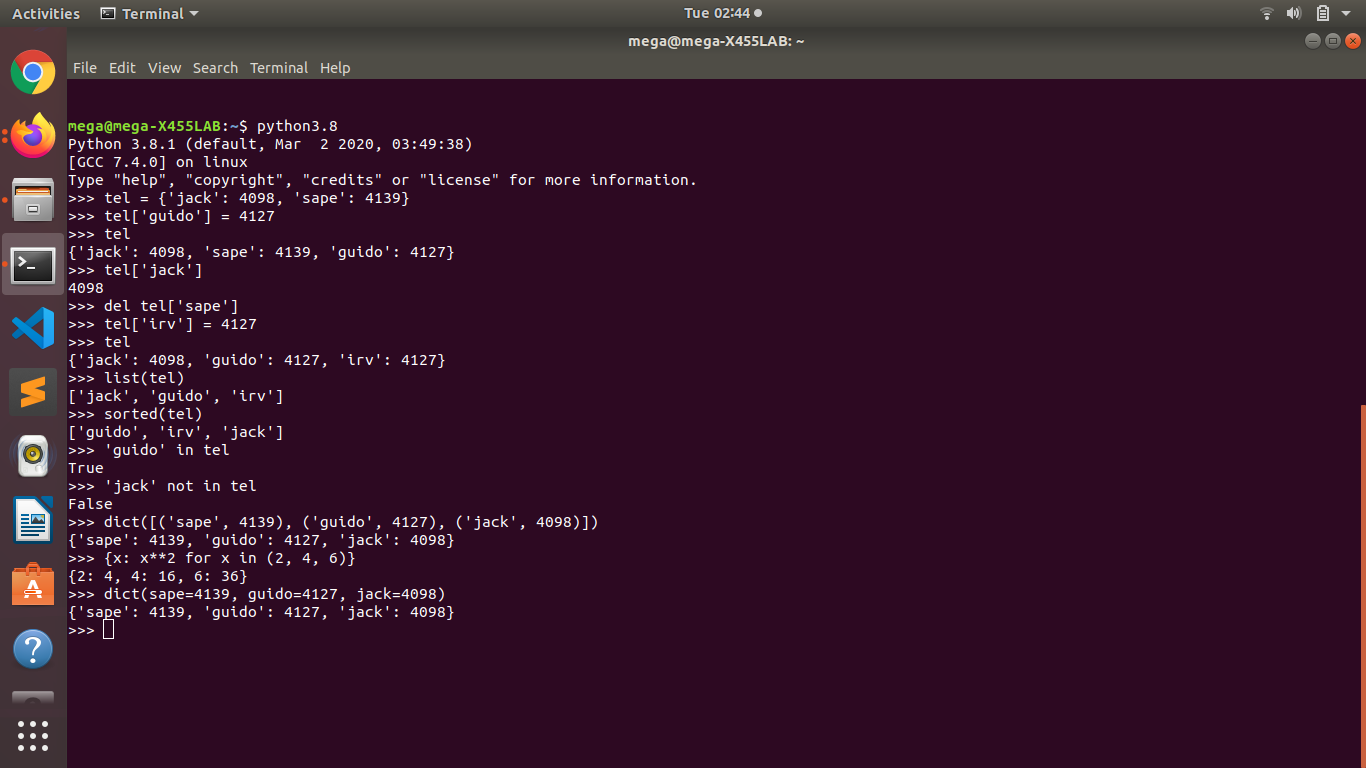 Activities Terminal Tue 02:44
mega@mega-X455LAB: ~
File Edit View Search Terminal Help
mega@mega-X455LAB:~$ python3.8
Python 3.8.1 (default, Mar  2 2020, 03:49:38)
[GCC 7.4.0] on linux
Type "help", "copyright", "credits" or "license" for more information.
>>> tel = {'jack': 4098, 'sape': 4139}
>>> tel['guido'] = 4127
>>> tel
{'jack': 4098, 'sape': 4139, 'guido': 4127}
>>> tel['jack']
4098
>>> del tel['sape']
>>> tel['irv'] = 4127
>>> tel
{'jack': 4098, 'guido': 4127, 'irv': 4127}
>>> list(tel)
['jack', 'guido', 'irv']
>>> sorted(tel)
['guido', 'irv', 'jack']
>>> 'guido' in tel
True
>>> 'jack' not in tel
False
>>> dict([('sape', 4139), ('guido', 4127), ('jack', 4098)])
{'sape': 4139, 'guido': 4127, 'jack': 4098}
>>> {x: x**2 for x in (2, 4, 6)}
{2: 4, 4: 16, 6: 36}
>>> dict(sape=4139, guido=4127, jack=4098)
{'sape': 4139, 'guido': 4127, 'jack': 4098}
>>>